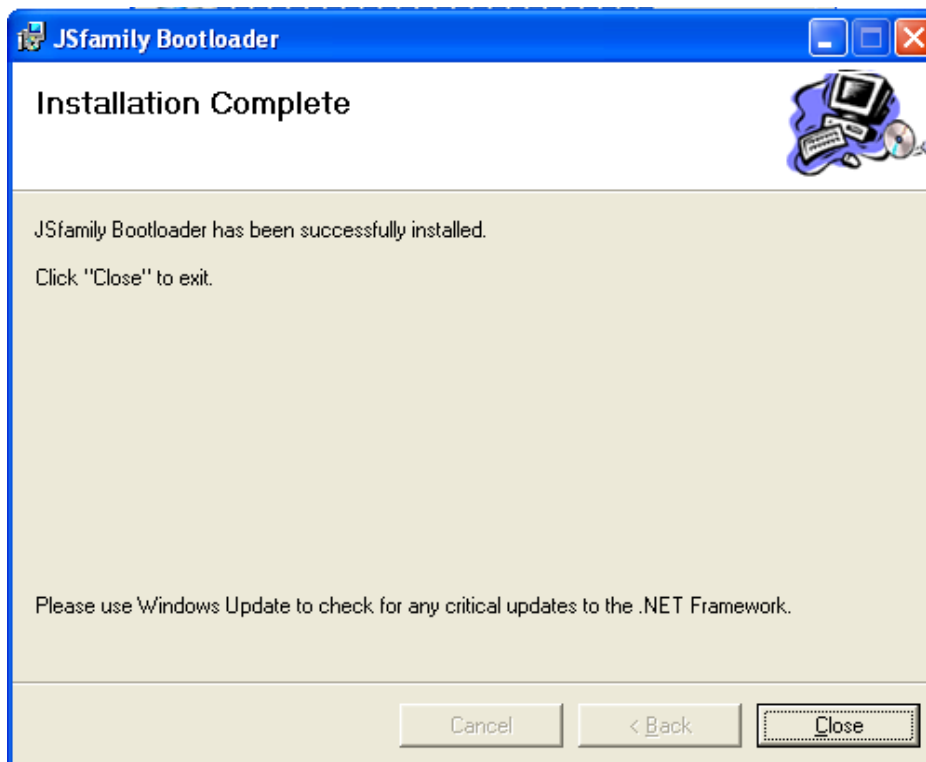 JSfamily Bootloader
Installation Complete
JSfamily Bootloader has been successfully installed.
Click "Close" to exit.
Please use Windows Update to check for any critical updates to the .NET Framework.
Cancel
< Back
Close